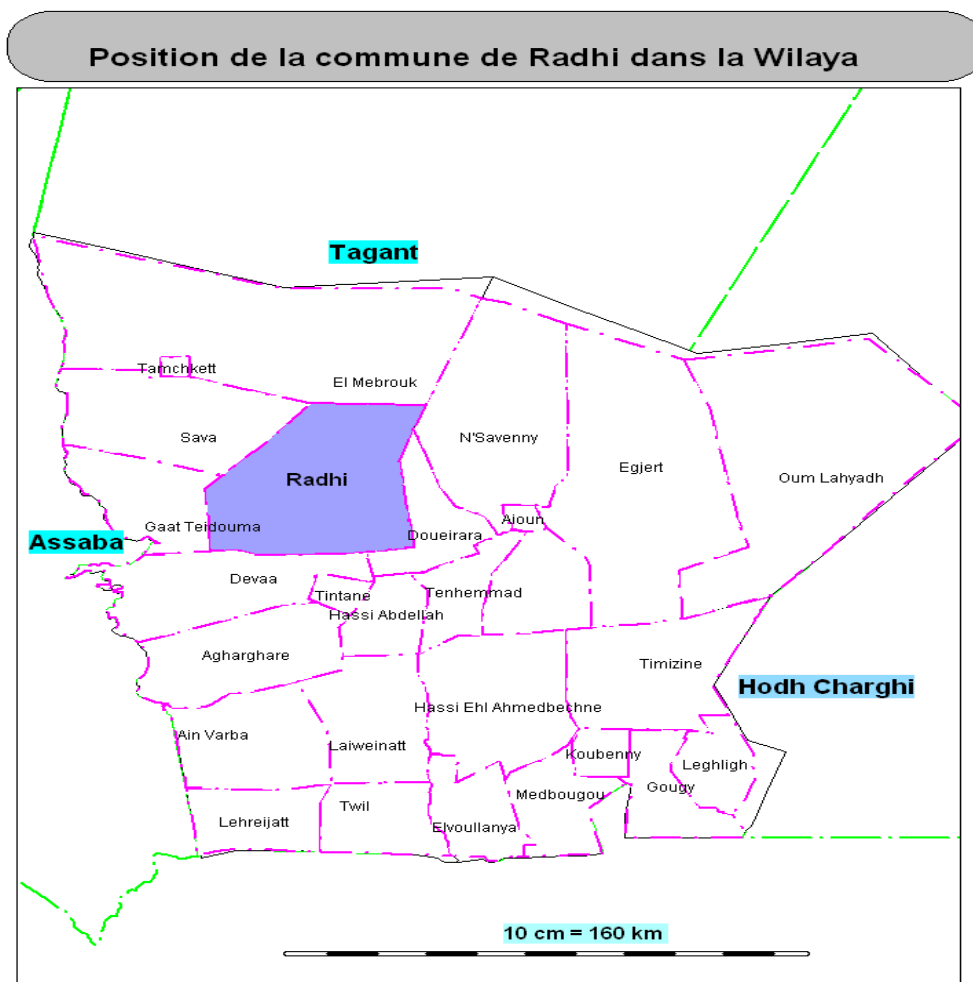 Position de la commune de Radhi dans la Wilaya
Tagant
Tamchkett
El Mebrouk
Sava
N'Savenny
Egjert
Oum Lahyadh
Radhi
Gaat Teidouma
Aioun
Doueirara
Assaba
Devaa
Tintane
Tenhemmad
Hassi Abdellah
Agharghare
Timizine
Hodh Charghi
Hassi Ehl Ahmedbechne
Ain Varba
Laiweinatt
Koubenny
Leghligh
Gougy
Medbougou
Twil
Lehreijatt
Elvoullanya
10 cm = 160 km